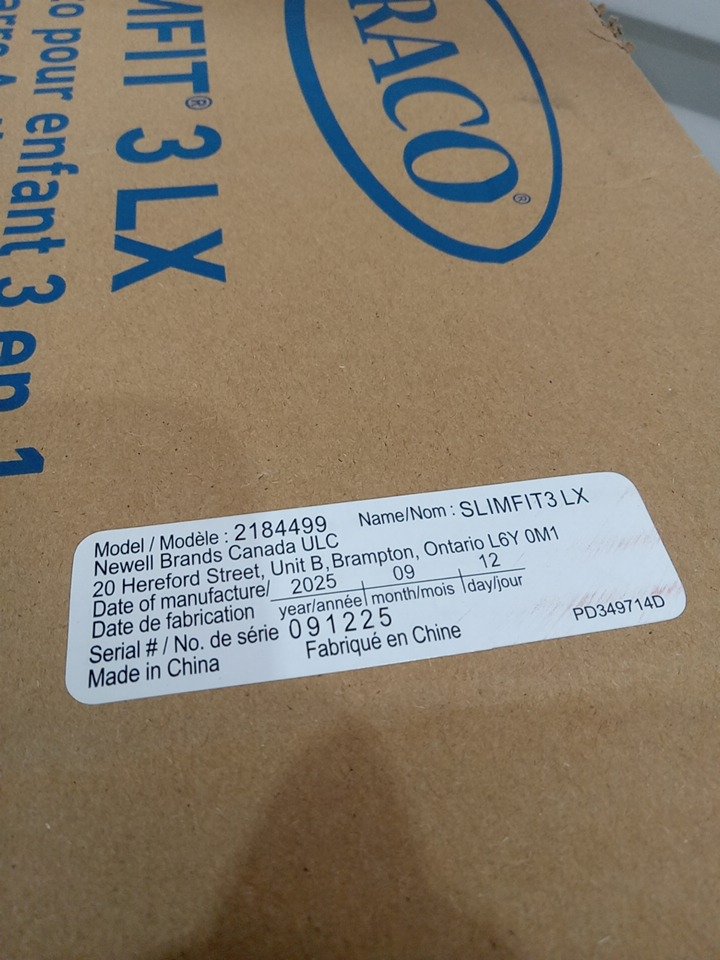 RACO®
MFIT® 3 LX
pour enfant 3 en 1
Model / Modèle : 2184499 Name/Nom : SLIMFIT3 LX
Newell Brands Canada ULC
20 Hereford Street, Unit B, Brampton, Ontario L6Y 0M1
Date of manufacture/ 2025 09 12
Date de fabrication year/année month/mois day/jour
Serial # / No. de série 091225
Made in China Fabriqué en Chine
PD349714D